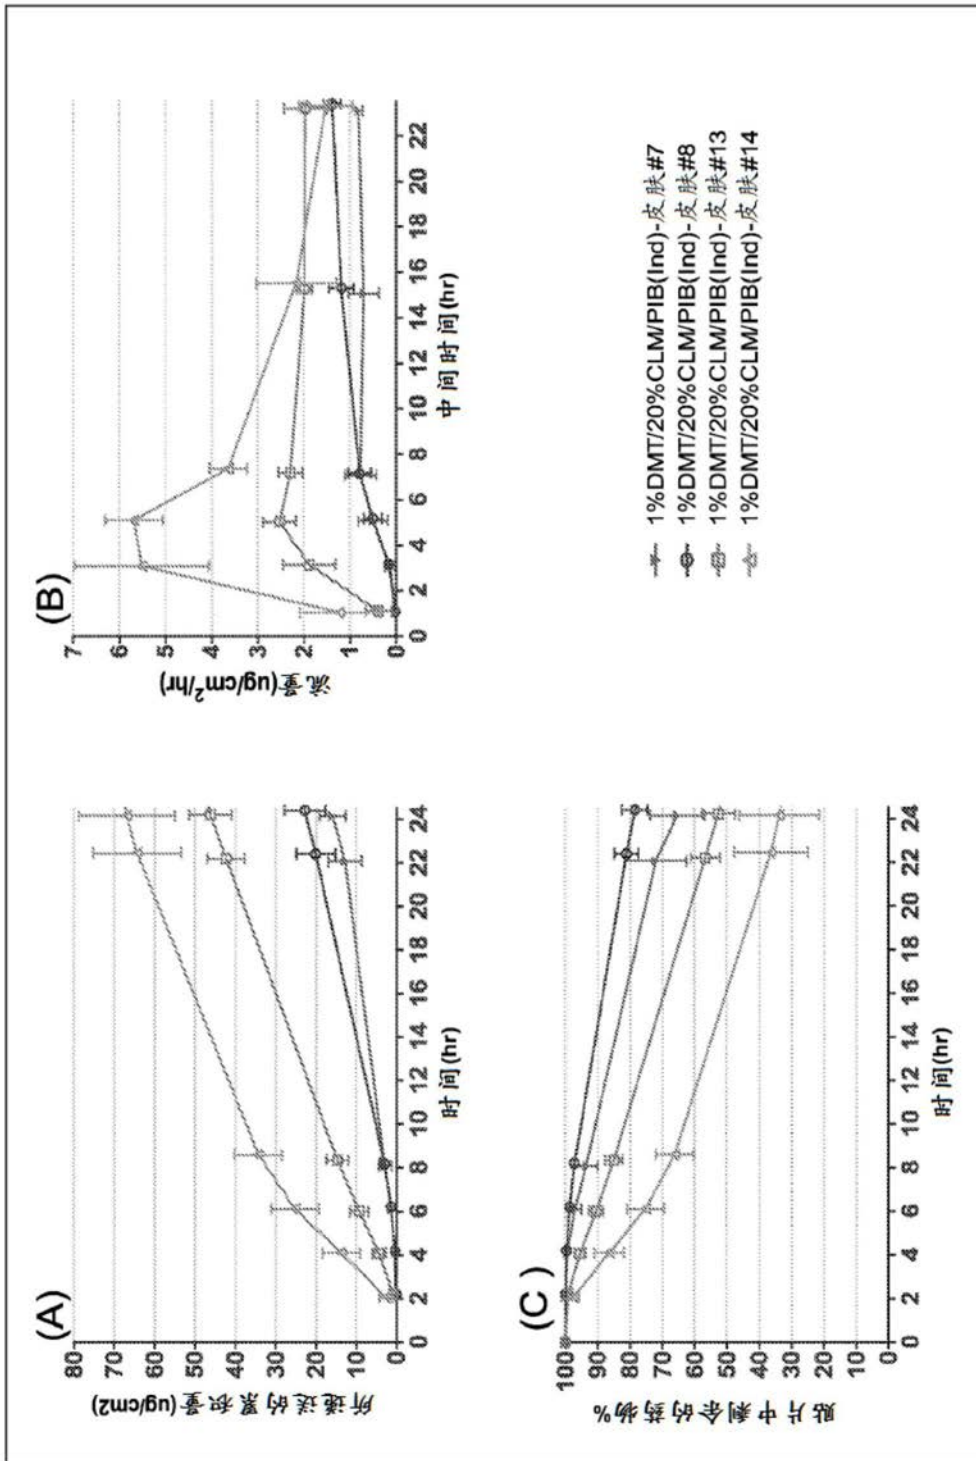 (A)
所递送的累积量(ug/cm2)
80
70
60
50
40
30
20
10
0
0 2 4 6 8 10 12 14 16 18 20 22 24
时间(hr)
(B)
流量(ug/cm²/hr)
7
6
5
4
3
2
1
0
0 2 4 6 8 10 12 14 16 18 20 22
中间时间(hr)
(C)
贴片中剩余的药物%
100
90
80
70
60
50
40
30
20
10
0
0 2 4 6 8 10 12 14 16 18 20 22 24
时间(hr)
1%DMT/20%CLM/PIB(Ind)-皮肤#7
1%DMT/20%CLM/PIB(Ind)-皮肤#8
1%DMT/20%CLM/PIB(Ind)-皮肤#13
1%DMT/20%CLM/PIB(Ind)-皮肤#14